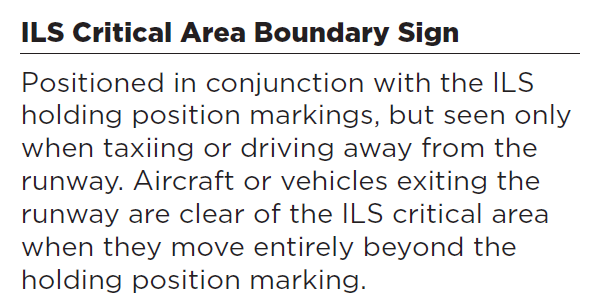 ILS Critical Area Boundary Sign
Positioned in conjunction with the ILS
holding position markings, but seen only
when taxiing or driving away from the
runway. Aircraft or vehicles exiting the
runway are clear of the ILS critical area
when they move entirely beyond the
holding position marking.